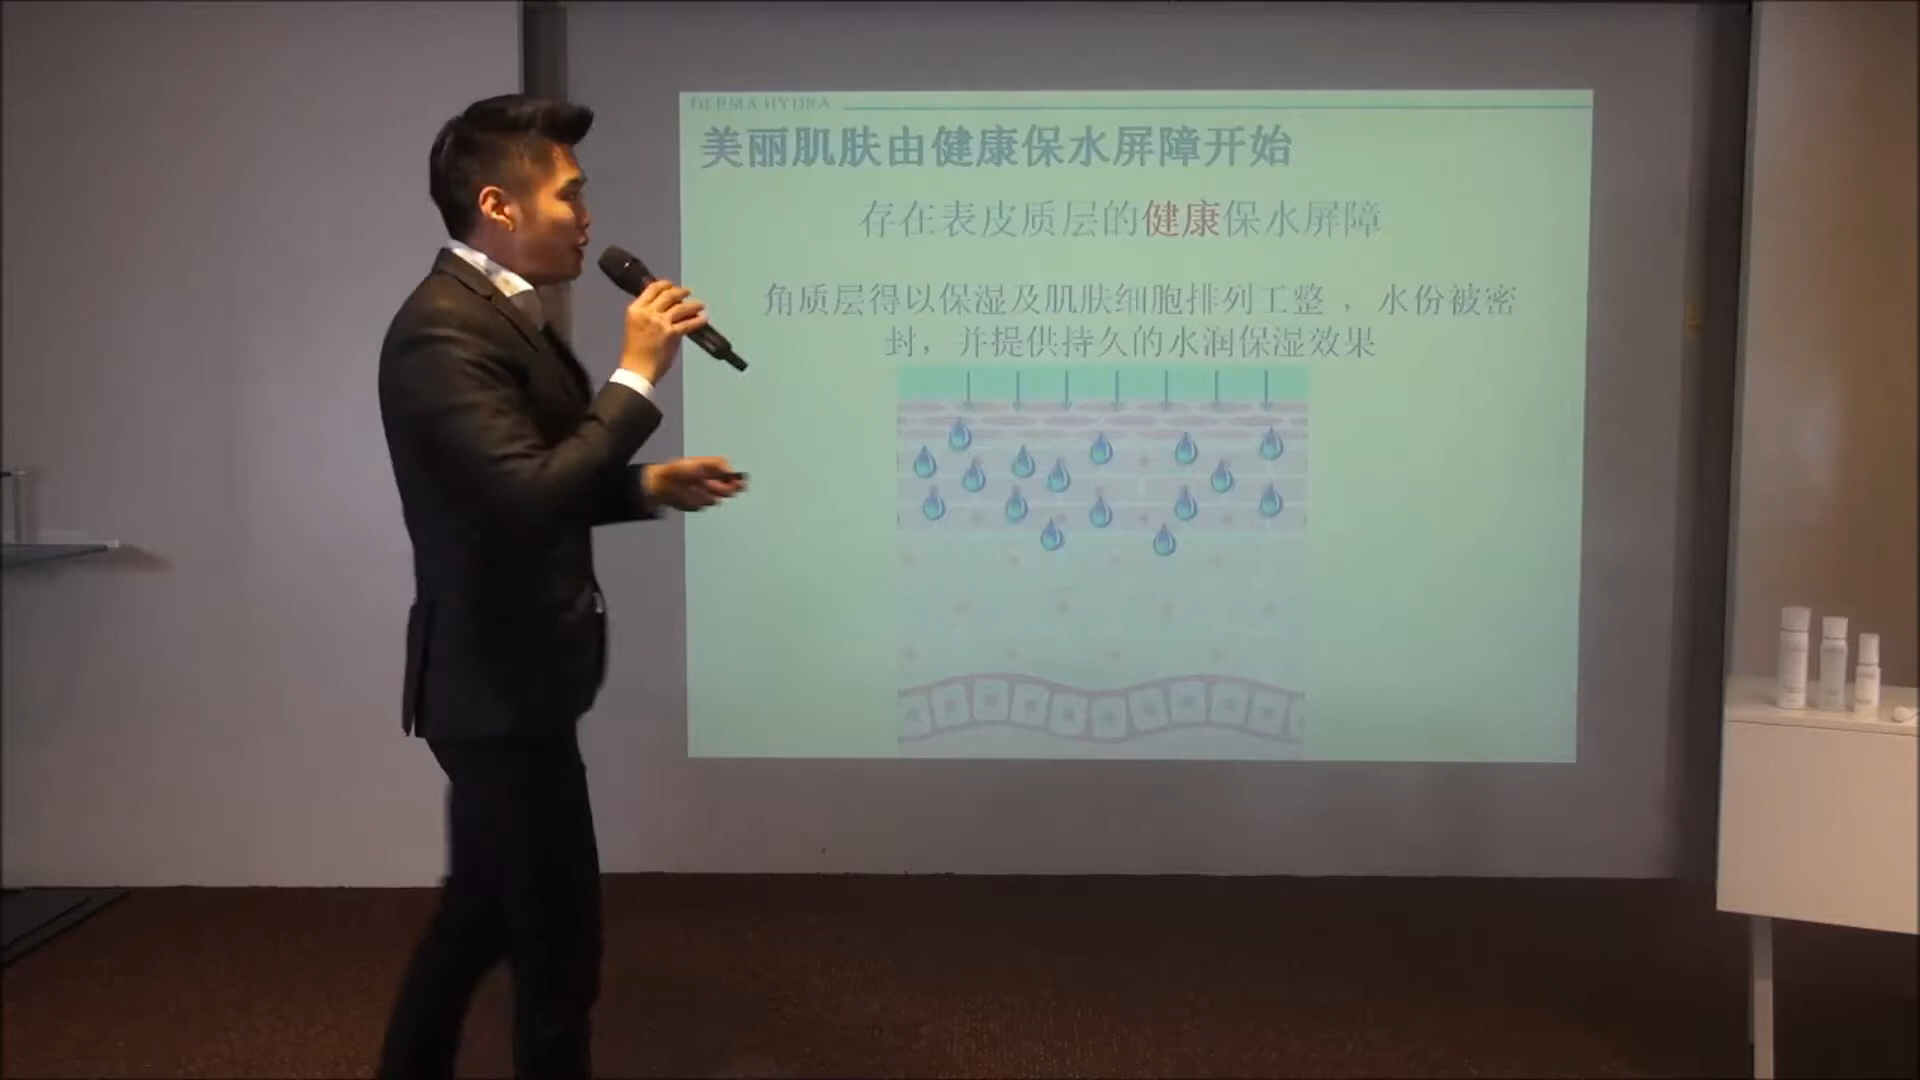 DERMA HYDRA
美丽肌肤由健康保水屏障开始
存在表皮质层的健康保水屏障
角质层得以保湿及肌肤细胞排列工整，水份被密
封，并提供持久的水润保湿效果